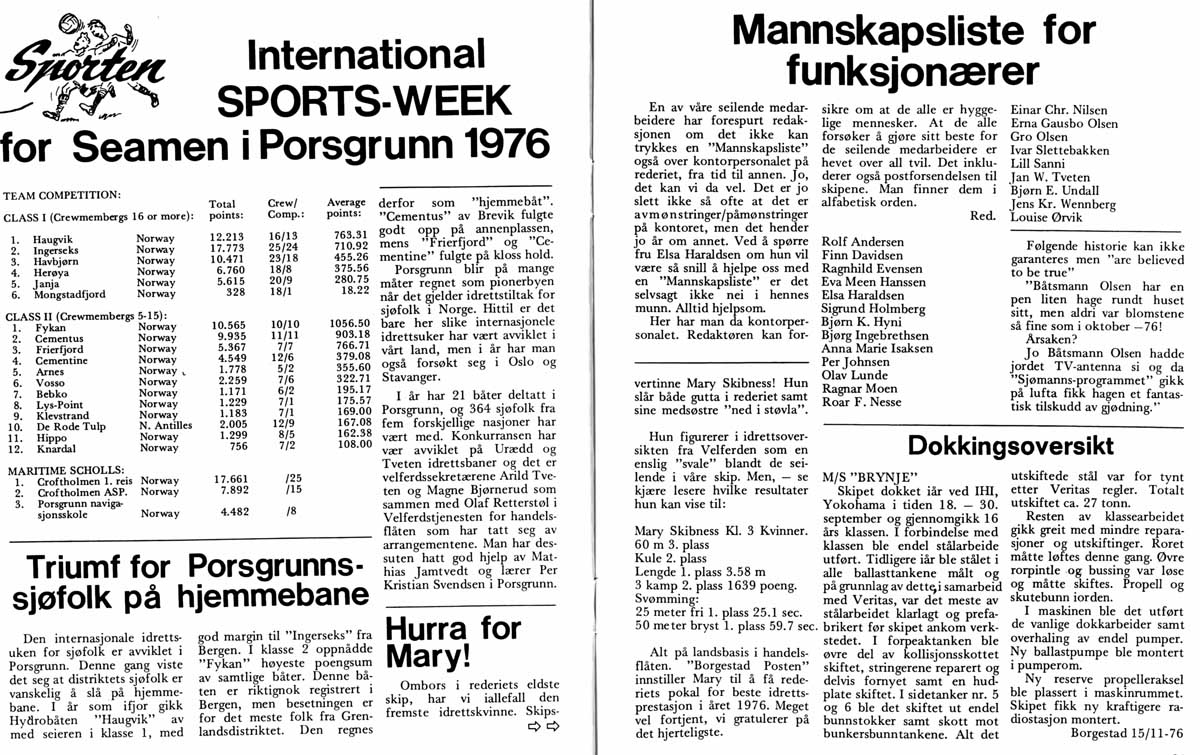 Sporten
International
SPORTS-WEEK
for Seamen i Porsgrunn 1976
TEAM COMPETITION:
Total Crew/ Average
CLASS I (Crewmembergs 16 or more): points: Comp.: points:
1. Haugvik Norway 12.213 16/13 763.31
2. Ingerseks Norway 17.773 25/24 710.92
3. Havbjørn Norway 10.471 23/18 455.26
4. Herøya Norway 6.760 18/8 375.56
5. Janja Norway 5.615 20/9 280.75
6. Mongstadfjord Norway 328 18/1 18.22
CLASS II (Crewmembergs 5-15):
1. Fykan Norway 10.565 10/10 1056.50
2. Cementus Norway 9.935 11/11 903.18
3. Frierfjord Norway 5.367 7/7 766.71
4. Cementine Norway 4.549 12/6 379.08
5. Arnes Norway 1.778 5/2 355.60
6. Vosso Norway 2.259 7/6 322.71
7. Bebko Norway 1.171 6/2 195.17
8. Lys-Point Norway 1.229 7/1 175.57
9. Klevstrand Norway 1.183 7/1 169.00
10. De Rode Tulp N. Antilles 2.005 12/9 167.08
11. Hippo Norway 1.299 8/5 162.38
12. Knardal Norway 756 7/2 108.00
MARITIME SCHOLLS:
1. Croftholmen 1. reis Norway 17.661 /25
2. Croftholmen ASP. Norway 7.892 /15
3. Porsgrunn naviga-
sjonsskole Norway 4.482 /8
Triumf for Porsgrunns-
sjøfolk på hjemmebane
Den internasjonale idretts-
uken for sjøfolk er avviklet i
Porsgrunn. Denne gang viste
det seg at distriktets sjøfolk er
vanskelig å slå på hjemme-
bane. I år som ifjor gikk
Hydrobåten "Haugvik" av
med seieren i klasse 1, med
god margin til "Ingerseks" fra
Bergen. I klasse 2 oppnådde
"Fykan" høyeste poengsum
av samtlige båter. Denne bå-
ten er riktignok registrert i
Bergen, men besetningen er
for det meste folk fra Gren-
landsdistriktet. Den regnes
derfor som "hjemmebåt".
"Cementus" av Brevik fulgte
godt opp på annenplassen,
mens "Frierfjord" og "Ce-
mentine" fulgte på kloss hold.
Porsgrunn blir på mange
måter regnet som pionerbyen
når det gjelder idrettstiltak for
sjøfolk i Norge. Hittil er det
bare her slike internasjonele
idrettsuker har vært avviklet i
vårt land, men i år har man
også forsøkt seg i Oslo og
Stavanger.
I år har 21 båter deltatt i
Porsgrunn, og 364 sjøfolk fra
fem forskjellige nasjoner har
vært med. Konkurransen har
vær avviklet på Urædd og
Tveten idrettsbaner og det er
velferdssekretærene Arild Tve-
ten og Magne Bjørnerud som
sammen med Olaf Retterstøl i
Velferdstjenesten for handels-
flåten som har tatt seg av
arrangementene. Man har des-
suten hatt god hjelp av Mat-
hias Jamtvedt og lærer Per
Kristian Svendsen i Porsgrunn.
Hurra for
Mary!
Ombors i rederiets eldste
skip, har vi iallefall den
fremste idrettskvinne. Skips-
Mannskapsliste for
funksjonærer
En av våre seilende medar-
beidere har forespurt redak-
sjonen om det ikke kan
trykkes en "Mannskapsliste"
også over kontorpersonalet på
rederiet, fra tid til annen. Jo,
det kan vi da vel. Det er jo
slett ikke så ofte at det er
avmønstringer/påmønstringer
på kontoret, men det hender
jo år om annet. Ved å spørre
fru Elsa Haraldsen om hun vil
være så snill å hjelpe oss med
en "Mannskapsliste" er det
selvsagt ikke nei i hennes
munn. Alltid hjelpsom.
Her har man da kontorper-
sonalet. Redaktøren kan for-
sikre om at de alle er hygge-
lige mennesker. At de alle
forsøker å gjøre sitt beste for
de seilende medarbeidere er
hevet over all tvil. Det inklu-
derer også postforsendelsen til
skipene. Man finner dem i
alfabetisk orden.
Red.
Rolf Andersen
Finn Davidsen
Ragnhild Evensen
Eva Meen Hanssen
Elsa Haraldsen
Sigrund Holmberg
Bjørn K. Hyni
Bjørg Ingebrethsen
Anna Marie Isaksen
Per Johnsen
Olav Lunde
Ragnar Moen
Roar F. Nesse
Einar Chr. Nilsen
Erna Gausbo Olsen
Gro Olsen
Ivar Slettebakken
Lill Sanni
Jan W. Tveten
Bjørn E. Undall
Jens Kr. Wennberg
Louise Ørvik
Følgende historie kan ikke
garanteres men "are believed
to be true"
"Båtsmann Olsen har en
pen liten hage rundt huset
sitt, men aldri var blomstene
så fine som i oktober —76!
Årsaken?
Jo Båtsmann Olsen hadde
jordet TV-antenna si og da
"Sjømanns-programmet" gikk
på lufta fikk hagen et fantas-
tisk tilskudd av gjødning."
vertinne Mary Skibness! Hun
slår både gutta i rederiet samt
sine medsøstre "ned i støvla".
Hun figurerer i idrettsover-
sikten fra Velferden som en
enslig "svale" blandt de sei-
lende i våre skip. Men, — se
kjære lesere hvilke resultater
hun kan vise til:
Mary Skibness Kl. 3 Kvinner.
60 m 3. plass
Kule 2. plass
Lengde 1. plass 3.58 m
3 kamp 2. plass 1639 poeng.
Svømming:
25 meter fri 1. plass 25.1 sec.
50 meter bryst 1. plass 59.7 sec.
Alt på landsbasis i handels-
flåten. "Borgestad Posten"
innstiller Mary til å få rede-
riets pokal for beste idretts-
prestasjon i året 1976. Meget
vel fortjent, vi gratulerer på
det hjerteligste.
Dokkingsoversikt
M/S "BRYNJE"
Skipet dokket iår ved IHI,
Yokohama i tiden 18. — 30.
september og gjennomgikk 16
års klassen. I forbindelse med
klassen ble endel stålarbeide
utført. Tidligere iår ble stålet i
alle ballasttankene målt og
på grunnlag av dette, i samarbeid
med Veritas, var det meste av
stålarbeidet klarlagt og prefa-
brikert før skipet ankom verk-
stedet. I forpeaktanken ble
øvre del av kollisjonsskottet
skiftet, stringerene reparert og
delvis fornyet samt en hud-
plate skiftet. I sidetanker nr. 5
og 6 ble det skiftet ut endel
bunnstokker samt skott mot
bunkersbunntankene. Alt det
utskiftede stål var for tynt
etter Veritas regler. Totalt
utskiftet ca. 27 tonn.
Resten av klassearbeidet
gikk greit med mindre repara-
sjoner og utskiftinger. Roret
måtte løftes denne gang. Øvre
rorpintle og bussing var løse
og måtte skiftes. Propell og
skutebunn iorden.
I maskinen ble det utført
de vanlige dokkarbeider samt
overhaling av endel pumper.
Ny ballastpumpe ble montert
i pumperom.
Ny reserve propelleraksel
ble plassert i maskinrummet.
Skipet fikk ny kraftigere ra-
diostasjon montert.
Borgestad 15/11-76